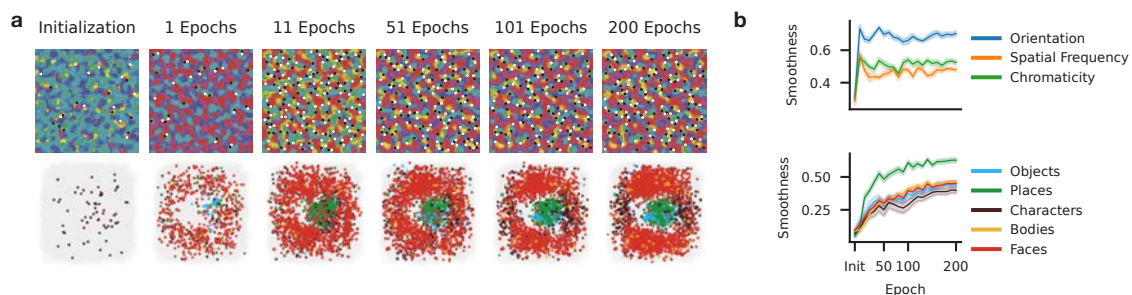 a
Initialization 1 Epochs 11 Epochs 51 Epochs 101 Epochs 200 Epochs
b
Smoothness
0.6
0.4
Orientation
Spatial Frequency
Chromaticity
Smoothness
0.50
0.25
Init 50 100 200
Epoch
Objects
Places
Characters
Bodies
Faces